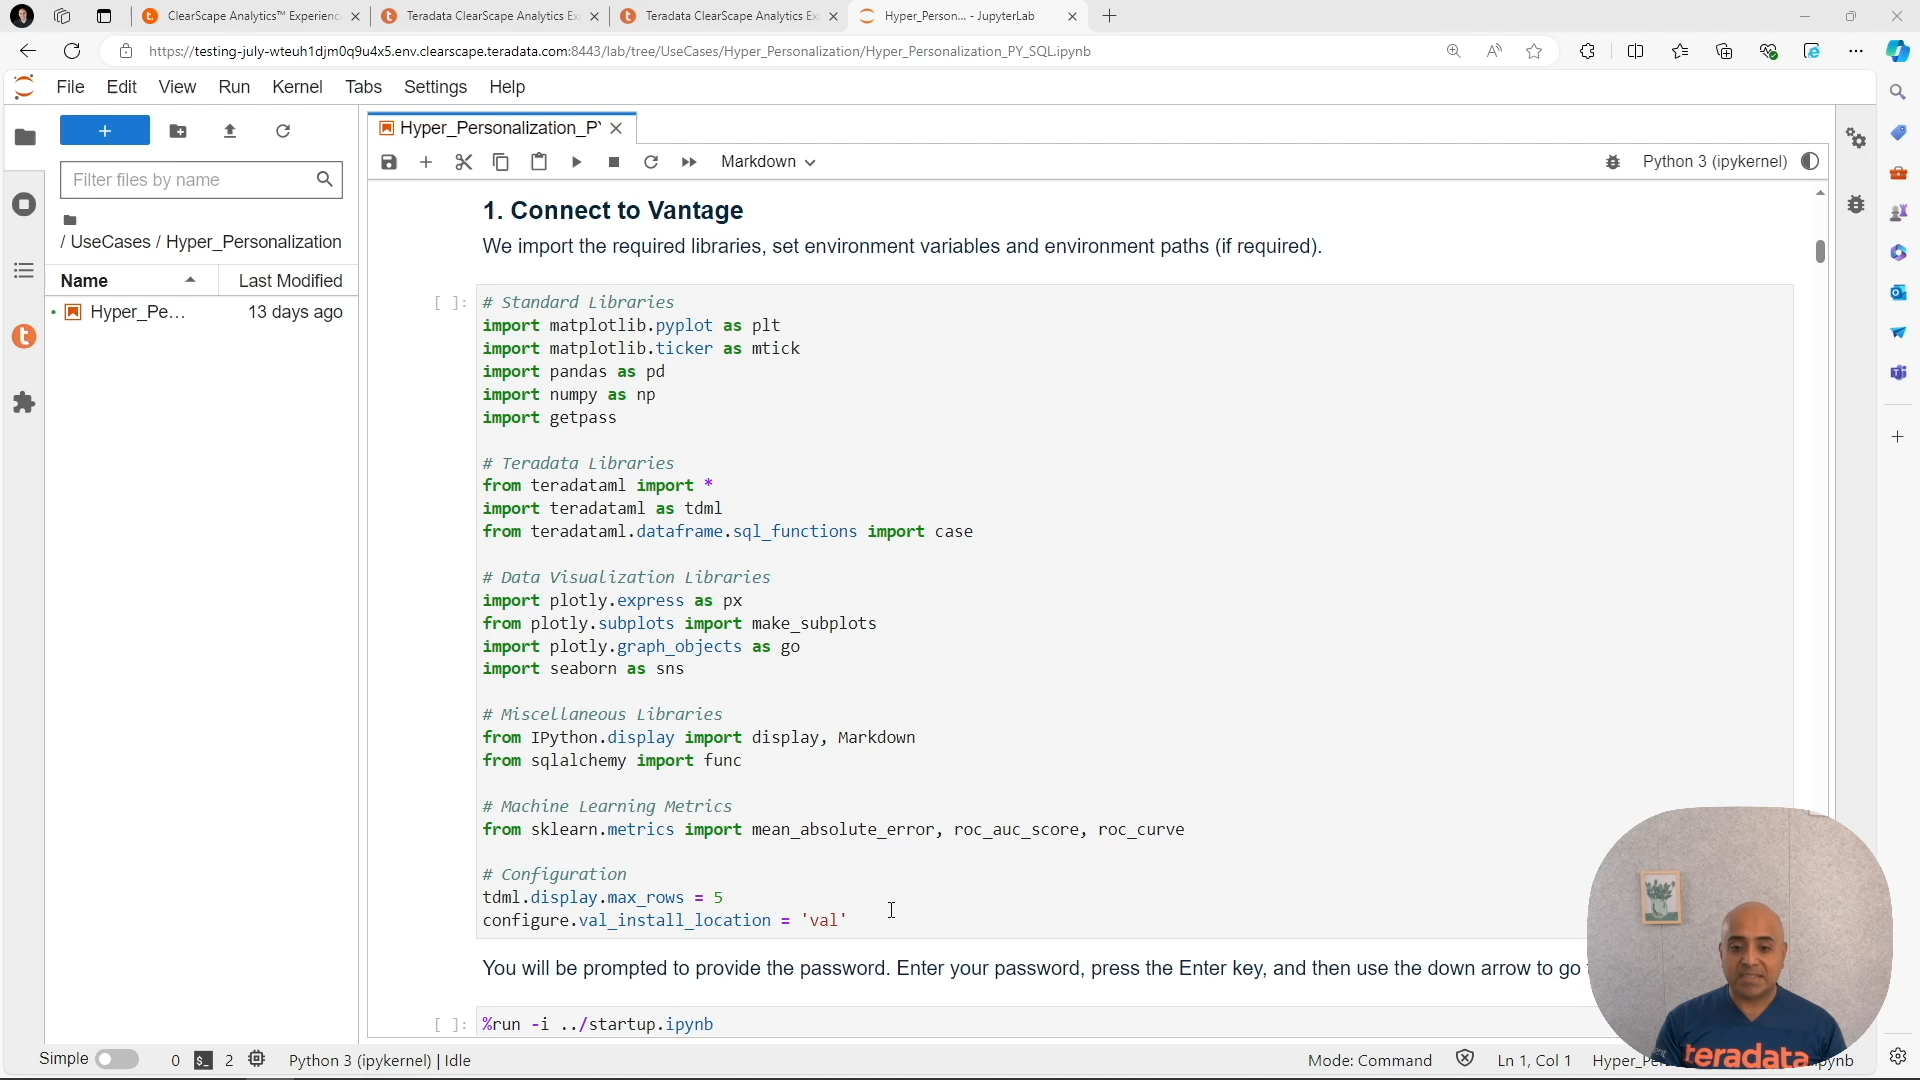 ClearScape Analytics™ Experienc
Teradata ClearScape Analytics Ex
Teradata ClearScape Analytics Ex
Hyper_Person... - JupyterLab
https://testing-july-wteuh1djm0q9u4x5.env.clearscape.teradata.com:8443/lab/tree/UseCases/Hyper_Personalization/Hyper_Personalization_PY_SQL.ipynb
File Edit View Run Kernel Tabs Settings Help
Filter files by name
/ UseCases / Hyper_Personalization
Name Last Modified
Hyper_Pe... 13 days ago
Hyper_Personalization_P
Markdown
Python 3 (ipykernel)
1. Connect to Vantage
We import the required libraries, set environment variables and environment paths (if required).
[ ]:
# Standard Libraries
import matplotlib.pyplot as plt
import matplotlib.ticker as mtick
import pandas as pd
import numpy as np
import getpass
# Teradata Libraries
from teradataml import *
import teradataml as tdml
from teradataml.dataframe.sql_functions import case
# Data Visualization Libraries
import plotly.express as px
from plotly.subplots import make_subplots
import plotly.graph_objects as go
import seaborn as sns
# Miscellaneous Libraries
from IPython.display import display, Markdown
from sqlalchemy import func
# Machine Learning Metrics
from sklearn.metrics import mean_absolute_error, roc_auc_score, roc_curve
# Configuration
tdml.display.max_rows = 5
configure.val_install_location = 'val'
You will be prompted to provide the password. Enter your password, press the Enter key, and then use the down arrow to go
[ ]:
%run -i ../startup.ipynb
teradata.
Simple 0 2 Python 3 (ipykernel) | Idle
Mode: Command Ln 1, Col 1 Hyper_Pe
pynb